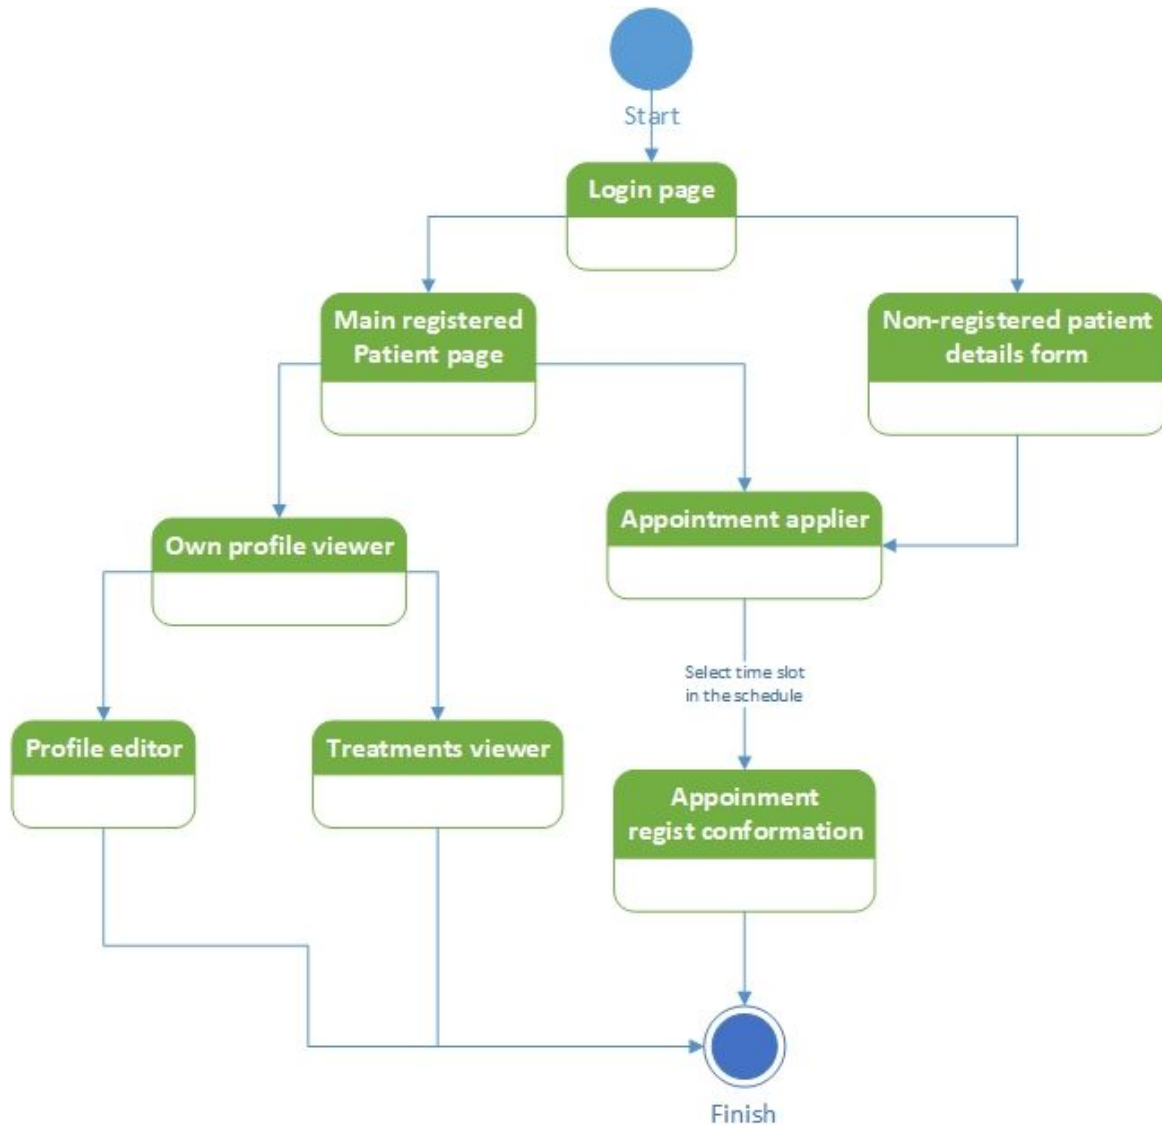 Start
Login page
Main registered
Patient page
Non-registered patient
details form
Appointment applier
Own profile viewer
Select time slot
in the schedule
Profile editor
Treatments viewer
Appoinment
regist conformation
Finish